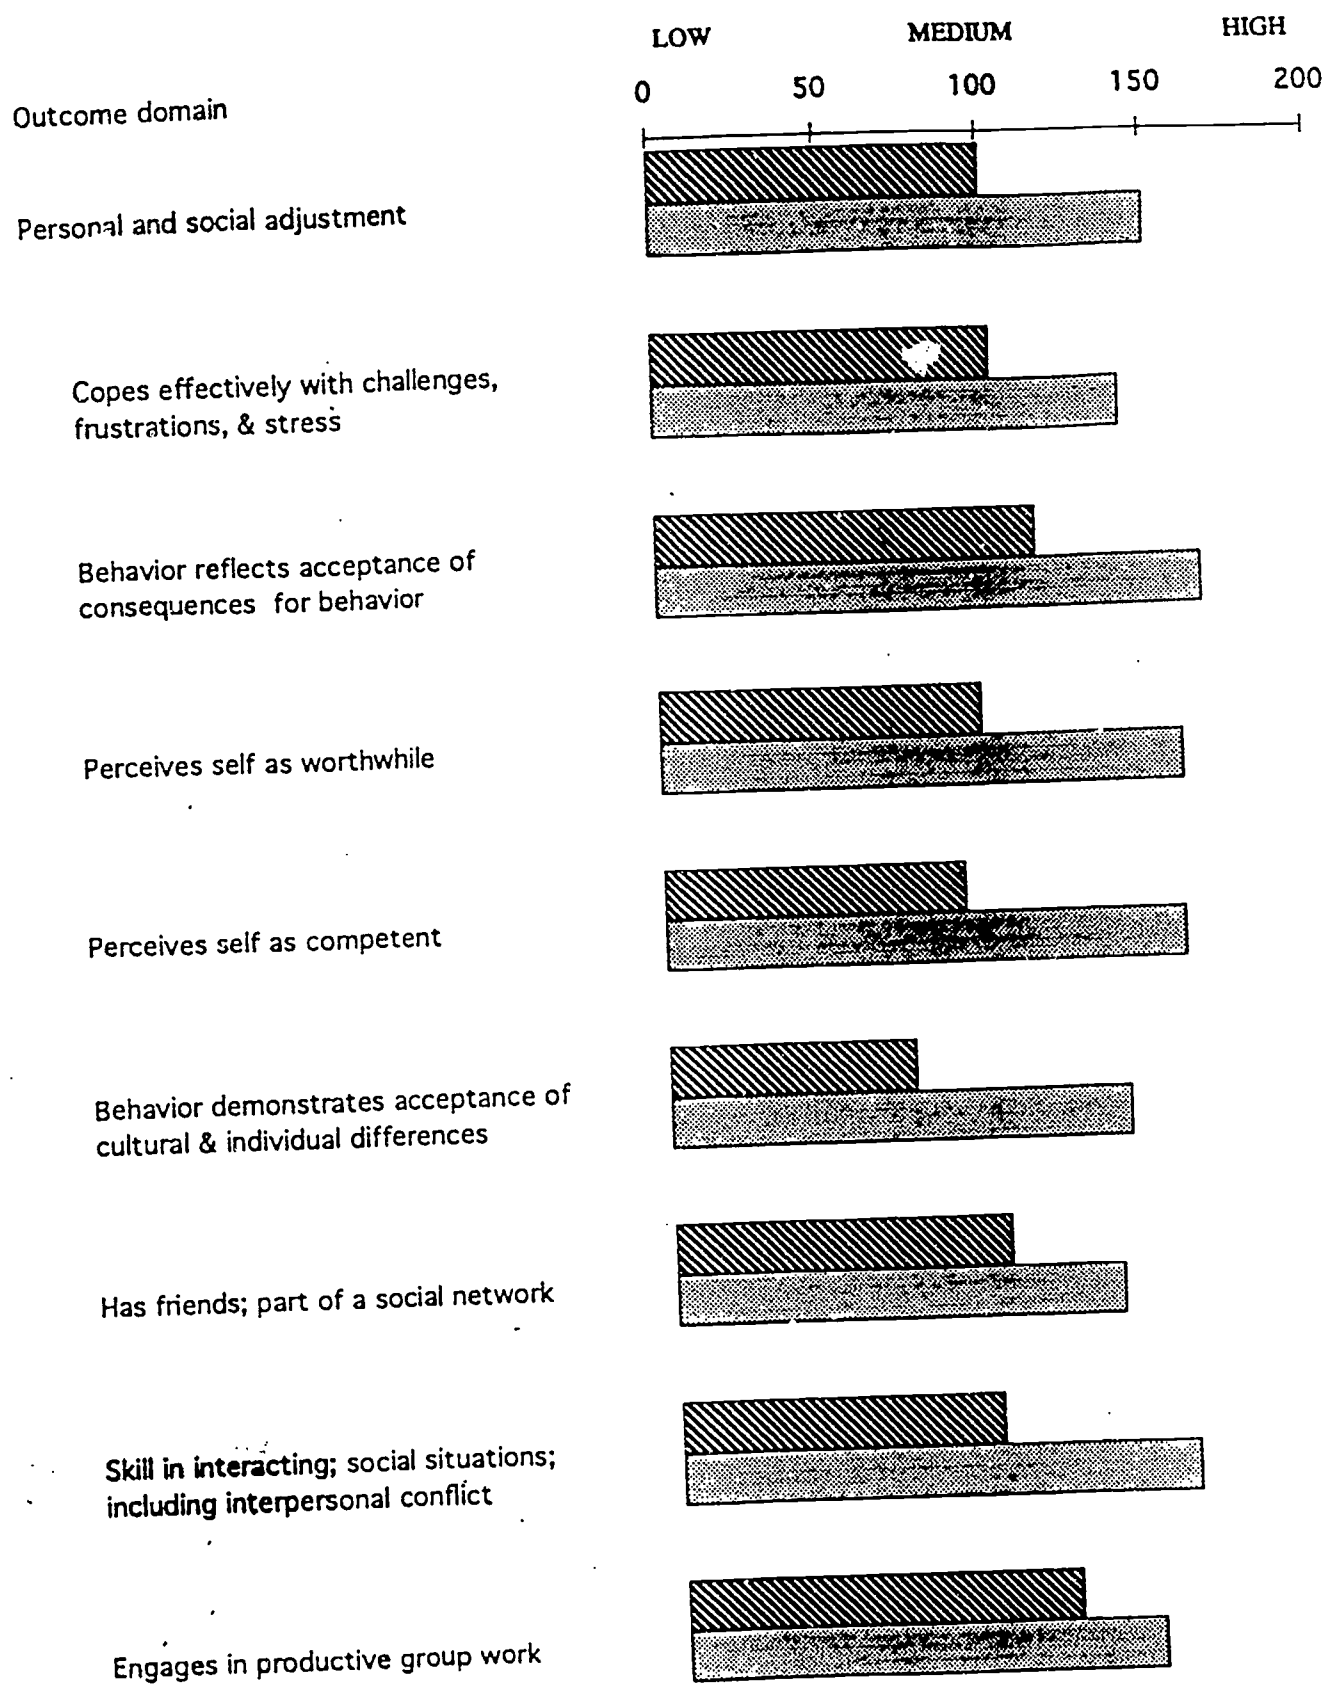 LOW MEDIUM HIGH
0 50 100 150 200
Outcome domain
Personal and social adjustment
Copes effectively with challenges,
frustrations, & stress
Behavior reflects acceptance of
consequences for behavior
Perceives self as worthwhile
Perceives self as competent
Behavior demonstrates acceptance of
cultural & individual differences
Has friends; part of a social network
Skill in interacting; social situations;
including interpersonal conflict
Engages in productive group work